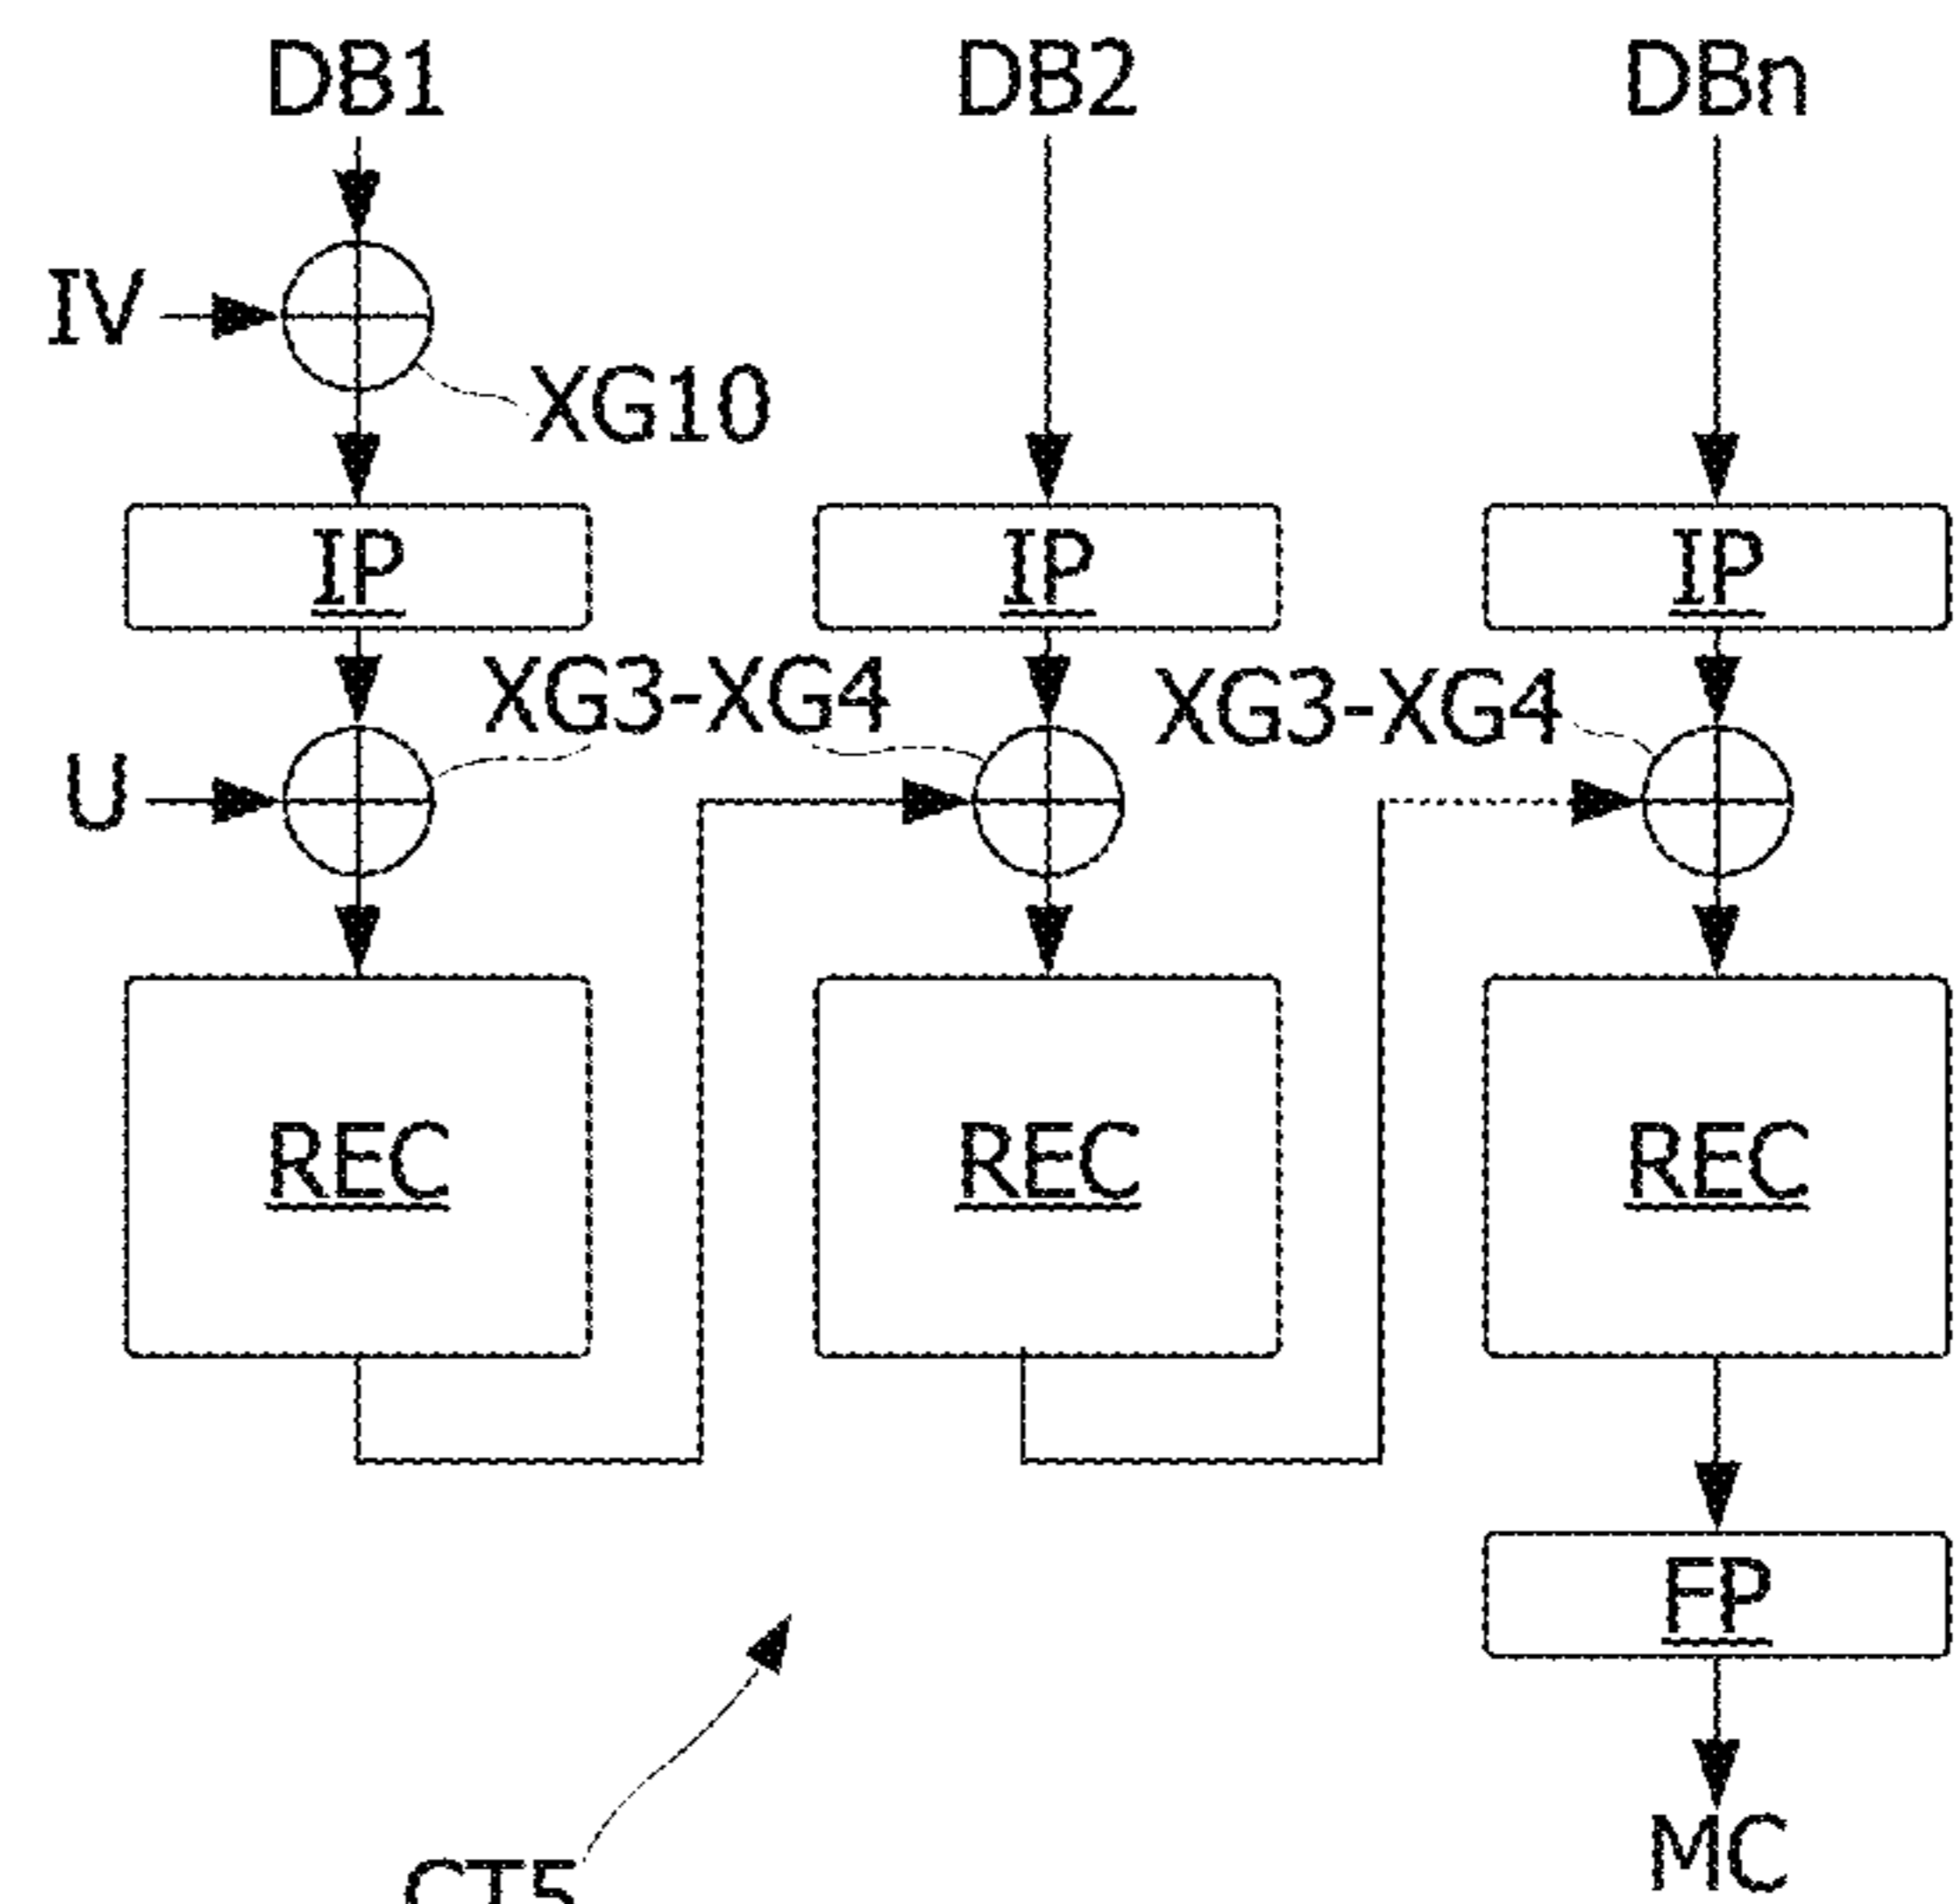 DB1 DB2 DBn
IV
XG10
IP IP IP
XG3-XG4 XG3-XG4
U
REC REC REC
FP
CT5 MC